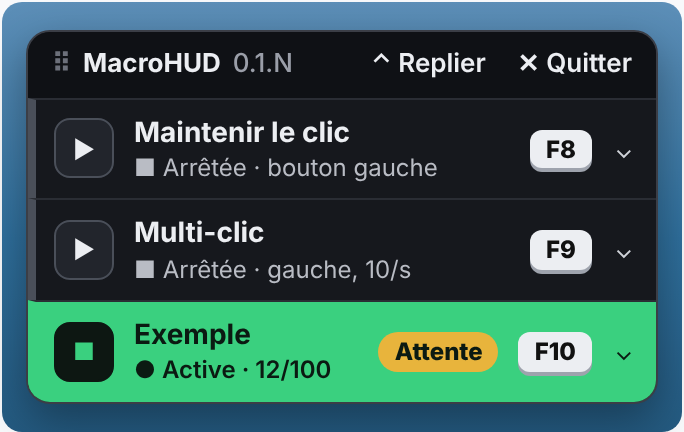 MacroHUD 0.1.N ^ Replier ✕ Quitter
Maintenir le clic
Arrêtée · bouton gauche
F8
Multi-clic
Arrêtée · gauche, 10/s
F9
Exemple
Active · 12/100
Attente
F10